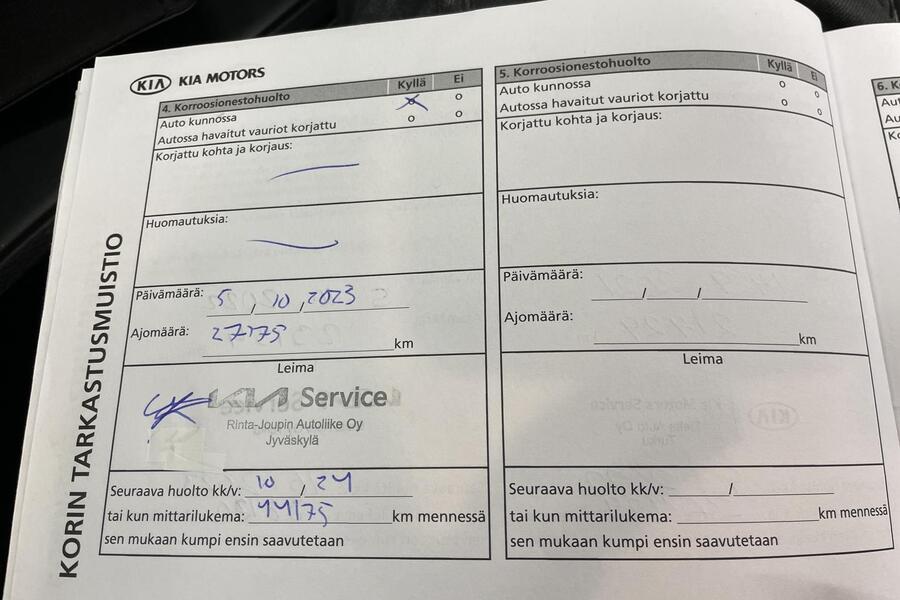 KIA KIA MOTORS
KORIN TARKASTUSMUISTIO
4. Korroosionestohuolto Kyllä Ei
Auto kunnossa
Autossa havaitut vauriot korjattu
Korjattu kohta ja korjaus:
Huomautuksia:
Päivämäärä: 5, 10, 2023
Ajomäärä: 27175 km
Leima
KIA Service
Rinta-Joupin Autoliike Oy
Jyväskylä
Seuraava huolto kk/v: 10 / 24
tai kun mittarilukema: 44175 km mennessä
sen mukaan kumpi ensin saavutetaan
5. Korroosionestohuolto Kyllä Ei
Auto kunnossa
Autossa havaitut vauriot korjattu
Korjattu kohta ja korjaus:
Huomautuksia:
Päivämäärä: / /
Ajomäärä: km
Leima
Seuraava huolto kk/v: /
tai kun mittarilukema: km mennessä
sen mukaan kumpi ensin saavutetaan